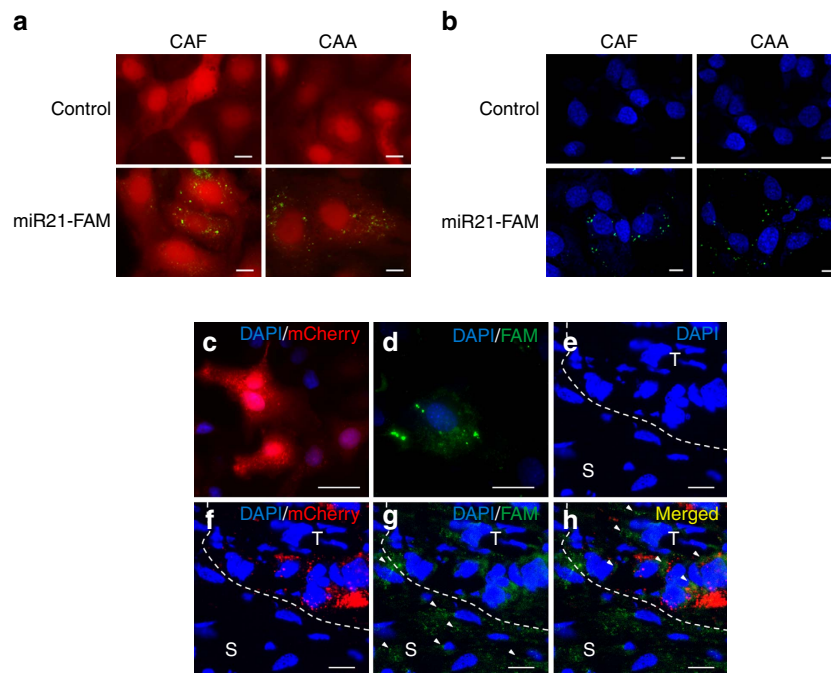 a
CAF CAA
Control
miR21-FAM
b
CAF CAA
Control
miR21-FAM
c DAPI/mCherry
d DAPI/FAM
e DAPI
T
S
f DAPI/mCherry
T
S
g DAPI/FAM
T
S
h Merged
T
S